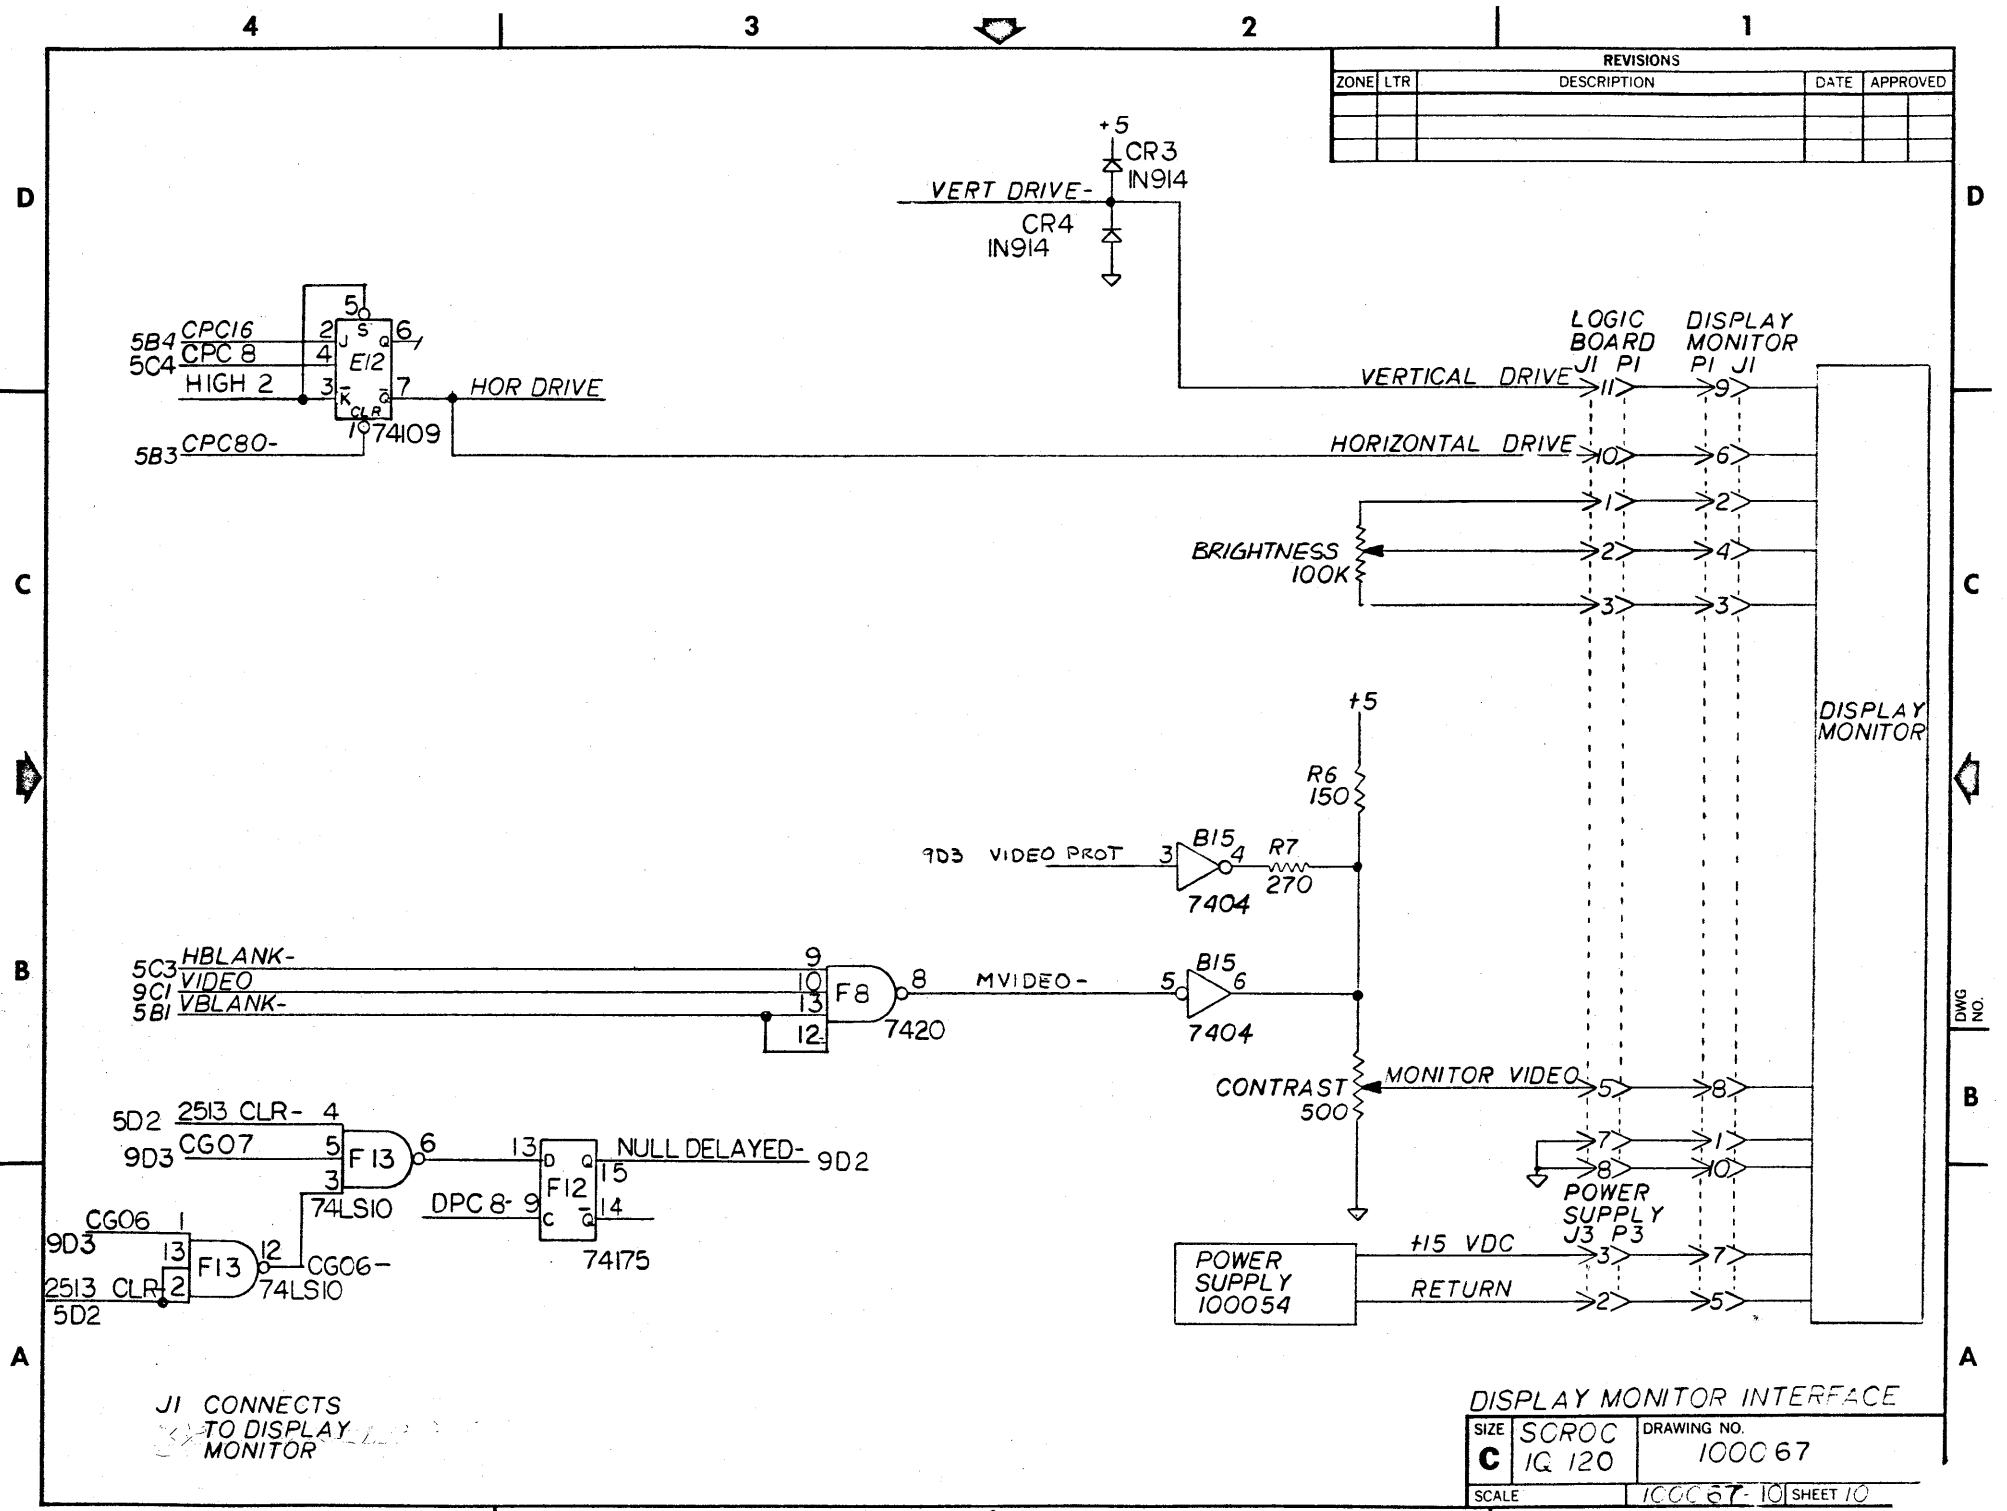 4 3 2 1
REVISIONS
ZONE LTR DESCRIPTION DATE APPROVED
+5
CR3
IN914
D
VERT DRIVE-
D
CR4
IN914
5
CPC16 2 S 6
5B4 J Q
CPC 8 4 E12
5C4
HIGH 2 3 K Q 7 HOR DRIVE
CLR
1 74109
CPC80-
5B3
LOGIC BOARD
DISPLAY MONITOR
J1 P1 P1 J1
VERTICAL DRIVE 11 9
HORIZONTAL DRIVE 10 6
1 2
BRIGHTNESS 2 4
100K
C
C
3 3
+5
DISPLAY
MONITOR
R6
150
B15
9D3 VIDEO PROT 3 4 R7
270
7404
HBLANK- 9
5C3
VIDEO 10
9C1
VBLANK- 13
5B1
12
F8 8
7420
MVIDEO- 5 B15 6
7404
B
DWG
NO.
CONTRAST
500
MONITOR VIDEO 5 8
B
7 1
8 10
2513 CLR- 4
5D2
CG07 5
9D3
F13 6
3
74LS10
13 D Q 15 NULL DELAYED- 9D2
F12
DPC 8- 9 C Q 14
74175
CG06 1
9D3
13
F13 12 CG06-
2513 CLR- 2
74LS10
5D2
POWER
SUPPLY
J3 P3
POWER
SUPPLY
100054
+15 VDC 3 7
RETURN 2 5
A
A
J1 CONNECTS
TO DISPLAY
MONITOR
DISPLAY MONITOR INTERFACE
SIZE
C
SOROC
IQ 120
DRAWING NO.
100067
SCALE 100067-10 SHEET 10